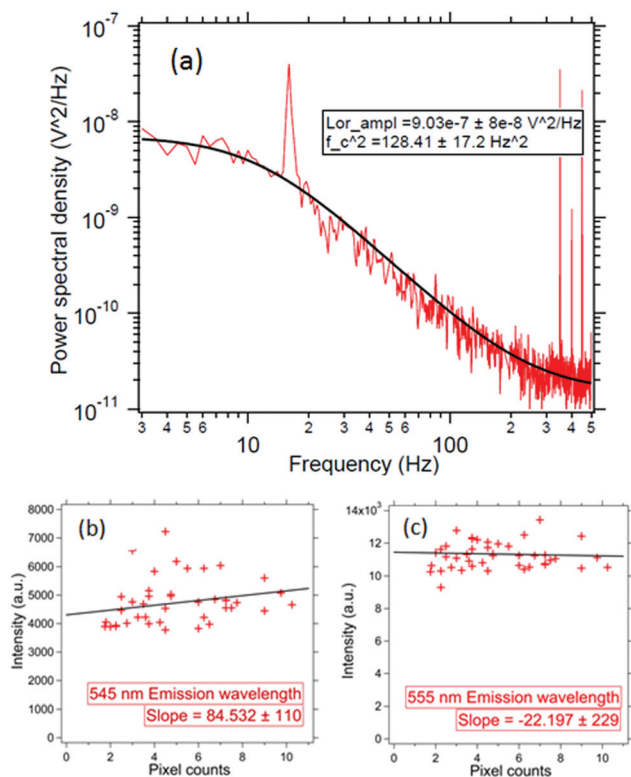 (a)
Power spectral density (V^2/Hz)
10^-7
10^-8
10^-9
10^-10
10^-11
Lor_ampl =9.03e-7 ± 8e-8 V^2/Hz
f_c^2 =128.41 ± 17.2 Hz^2
3 4 5 6 10 2 3 4 5 6 100 2 3 4 5
Frequency (Hz)
(b)
Intensity (a.u.)
8000
7000
6000
5000
4000
3000
2000
1000
0
545 nm Emission wavelength
Slope = 84.532 ± 110
0 2 4 6 8 10
Pixel counts
(c)
Intensity (a.u.)
14x10³
12
10
8
6
4
2
0
555 nm Emission wavelength
Slope = -22.197 ± 229
0 2 4 6 8 10
Pixel counts